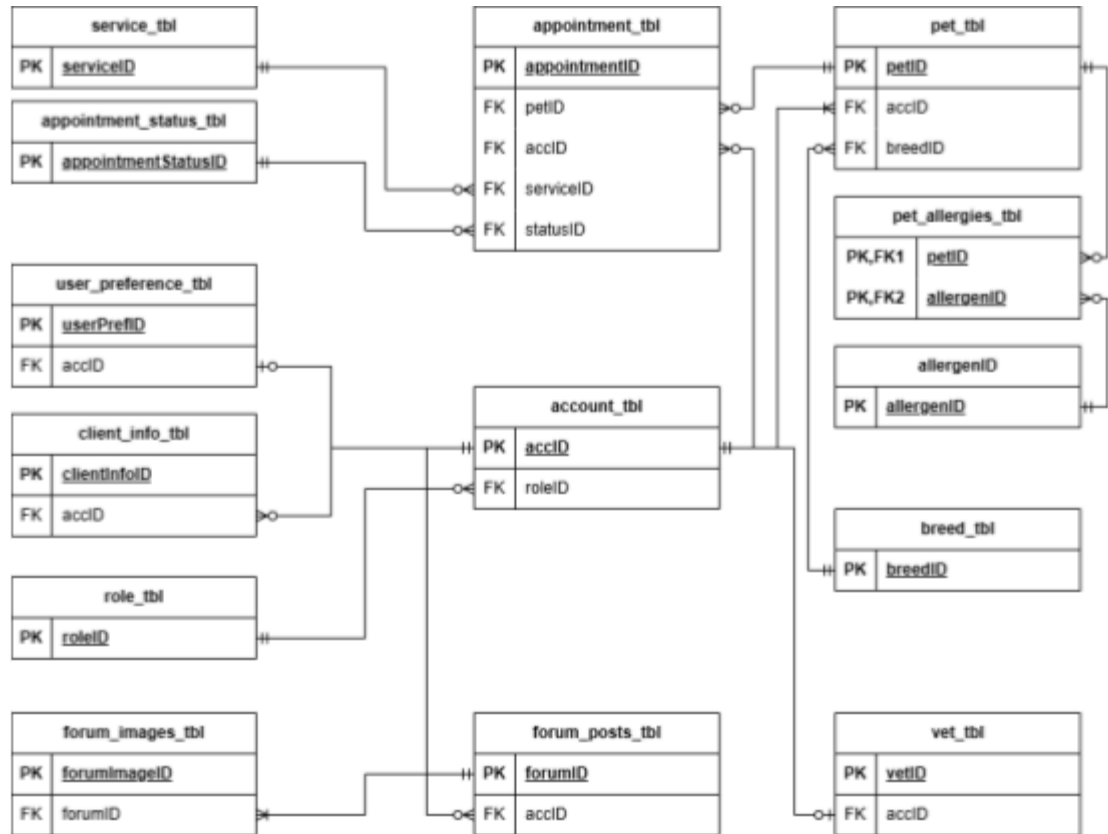 service_tbl
PK serviceID
appointment_status_tbl
PK appointmentStatusID
user_preference_tbl
PK userPrefID
FK accID
client_info_tbl
PK clientInfoID
FK accID
role_tbl
PK roleID
forum_images_tbl
PK forumImageID
FK forumID
appointment_tbl
PK appointmentID
FK petID
FK accID
FK serviceID
FK statusID
account_tbl
PK accID
FK roleID
forum_posts_tbl
PK forumID
FK accID
pet_tbl
PK petID
FK accID
FK breedID
pet_allergies_tbl
PK,FK1 petID
PK,FK2 allergenID
allergenID
PK allergenID
breed_tbl
PK breedID
vet_tbl
PK vetID
FK accID